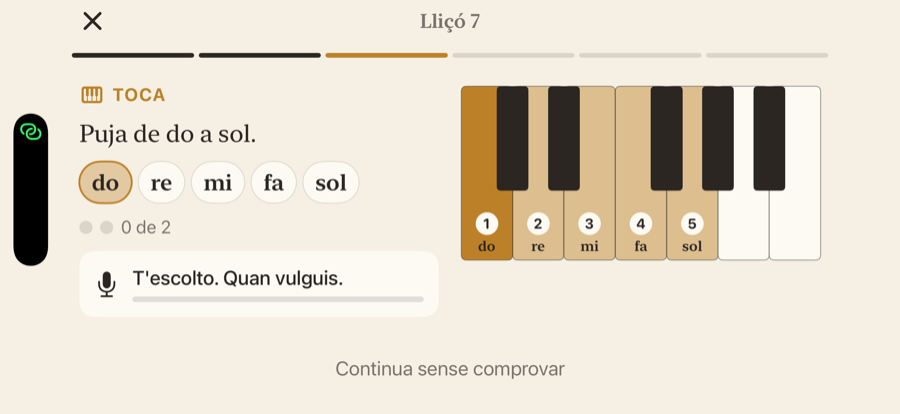 Lliçó 7
TOCA
Puja de do a sol.
do re mi fa sol
0 de 2
T'escolto. Quan vulguis.
1 2 3 4 5
do re mi fa sol
Continua sense comprovar